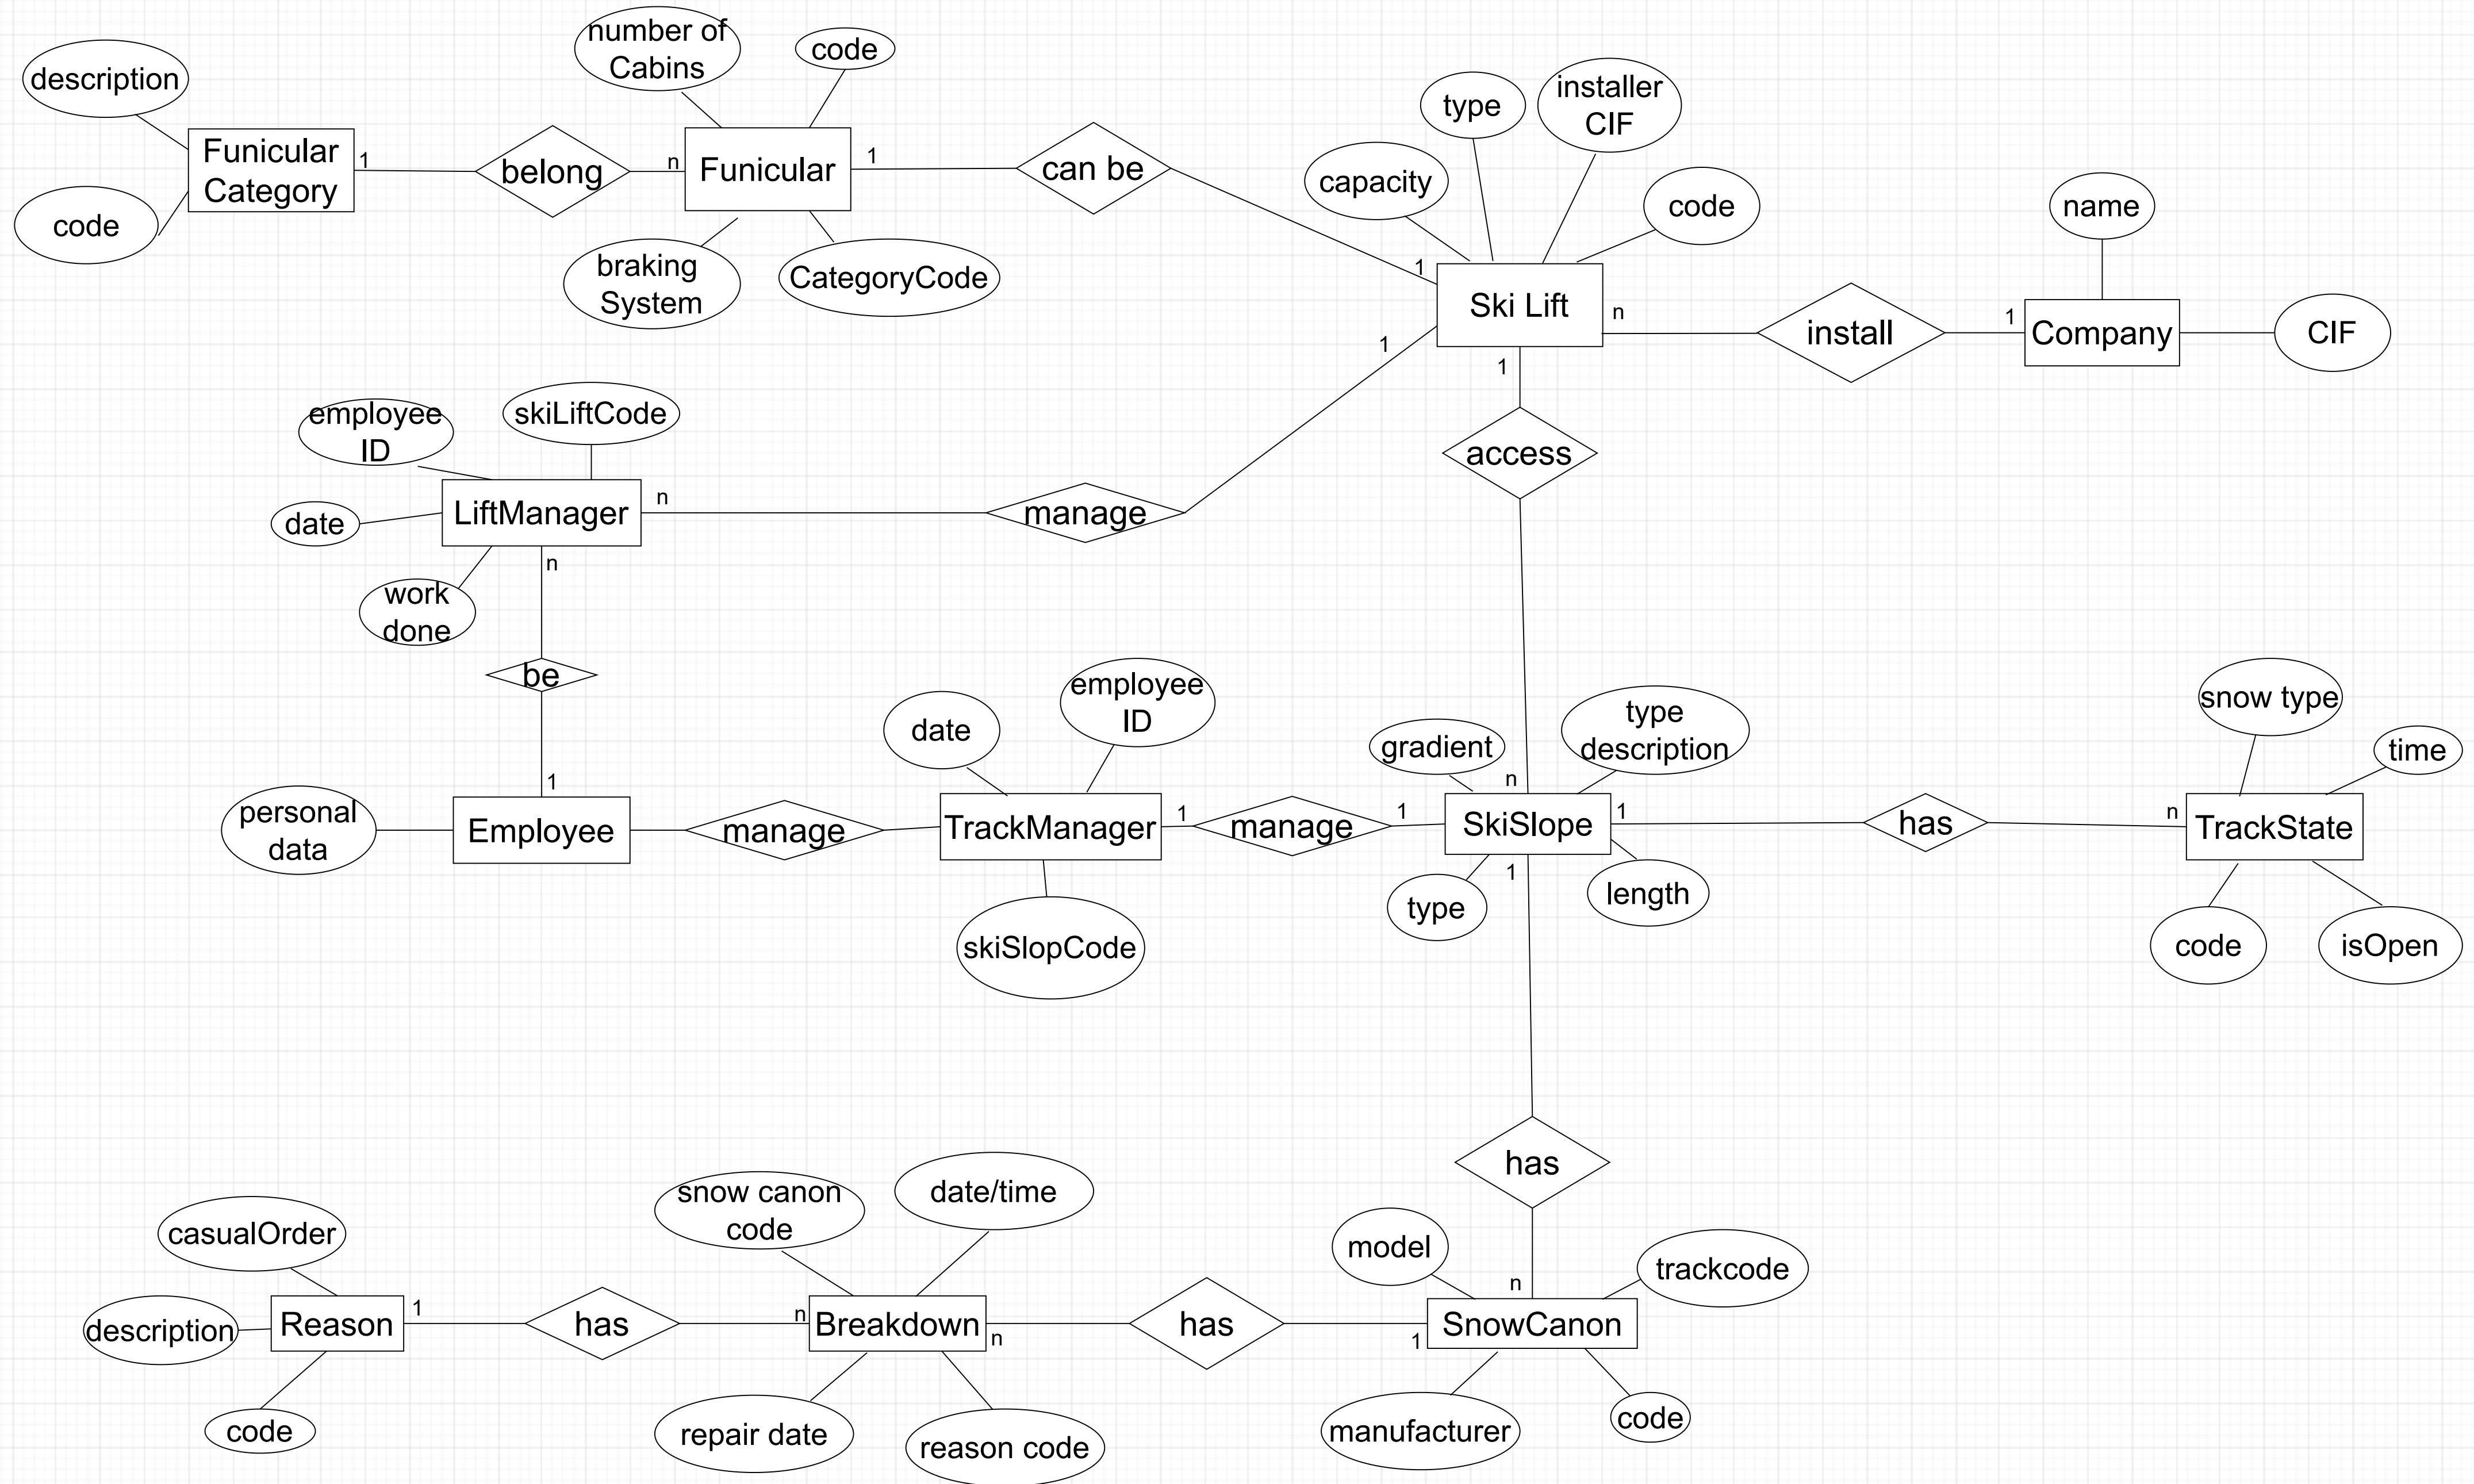 number of
Cabins
code
description
Funicular
Category
1
belong
n
Funicular
1
can be
code
braking
System
CategoryCode
type
installer
CIF
capacity
code
name
1
Ski Lift
n
install
1
Company
CIF
1
1
access
employee
ID
skiLiftCode
date
LiftManager
n
manage
n
work
done
be
1
personal
data
Employee
manage
date
employee
ID
TrackManager
1
manage
1
skiSlopCode
gradient
type
description
n
SkiSlope
1
1
type
length
has
n
snow type
time
TrackState
code
isOpen
has
n
model
trackcode
SnowCanon
1
manufacturer
code
has
n
snow canon
code
date/time
Breakdown
n
repair date
reason code
has
1
casualOrder
description
Reason
code